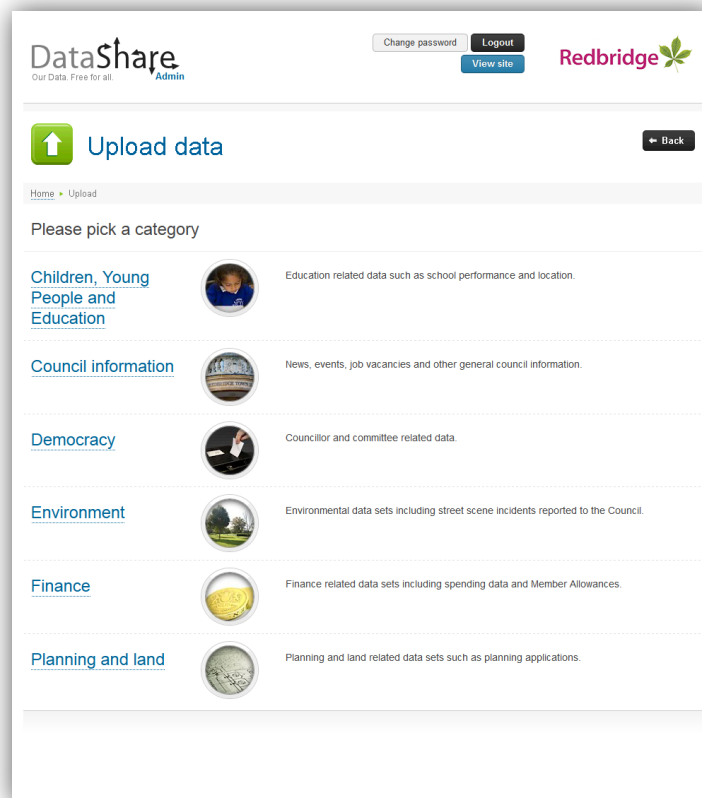 DataShare
Our Data. Free for all.
Admin
Change password
Logout
View site
Redbridge
Upload data
Back
Home
Upload
Please pick a category
Children, Young
People and
Education
Education related data such as school performance and location.
Council information
News, events, job vacancies and other general council information.
Democracy
Councillor and committee related data.
Environment
Environmental data sets including street scene incidents reported to the Council.
Finance
Finance related data sets including spending data and Member Allowances.
Planning and land
Planning and land related data sets such as planning applications.